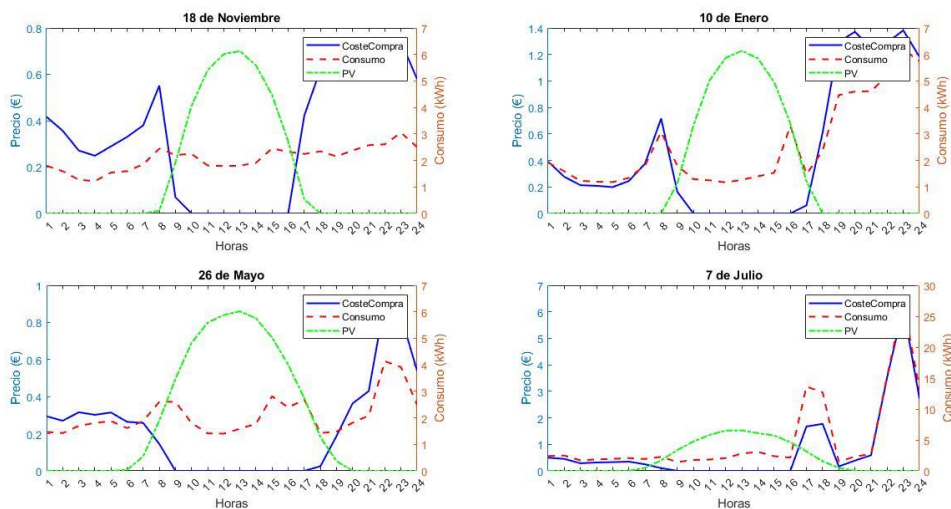 18 de Noviembre
0.8
0.6
0.4
0.2
0
Precio (€)
7
6
5
4
3
2
1
0
Consumo (kWh)
CosteCompra
Consumo
PV
1 2 3 4 5 6 7 8 9 10 11 12 13 14 15 16 17 18 19 20 21 22 23 24
Horas
10 de Enero
1.4
1.2
1
0.8
0.6
0.4
0.2
0
Precio (€)
7
6
5
4
3
2
1
0
Consumo (kWh)
CosteCompra
Consumo
PV
1 2 3 4 5 6 7 8 9 10 11 12 13 14 15 16 17 18 19 20 21 22 23 24
Horas
26 de Mayo
1
0.8
0.6
0.4
0.2
0
Precio (€)
7
6
5
4
3
2
1
0
Consumo (kWh)
CosteCompra
Consumo
PV
1 2 3 4 5 6 7 8 9 10 11 12 13 14 15 16 17 18 19 20 21 22 23 24
Horas
7 de Julio
7
6
5
4
3
2
1
0
Precio (€)
30
25
20
15
10
5
0
Consumo (kWh)
CosteCompra
Consumo
PV
1 2 3 4 5 6 7 8 9 10 11 12 13 14 15 16 17 18 19 20 21 22 23 24
Horas